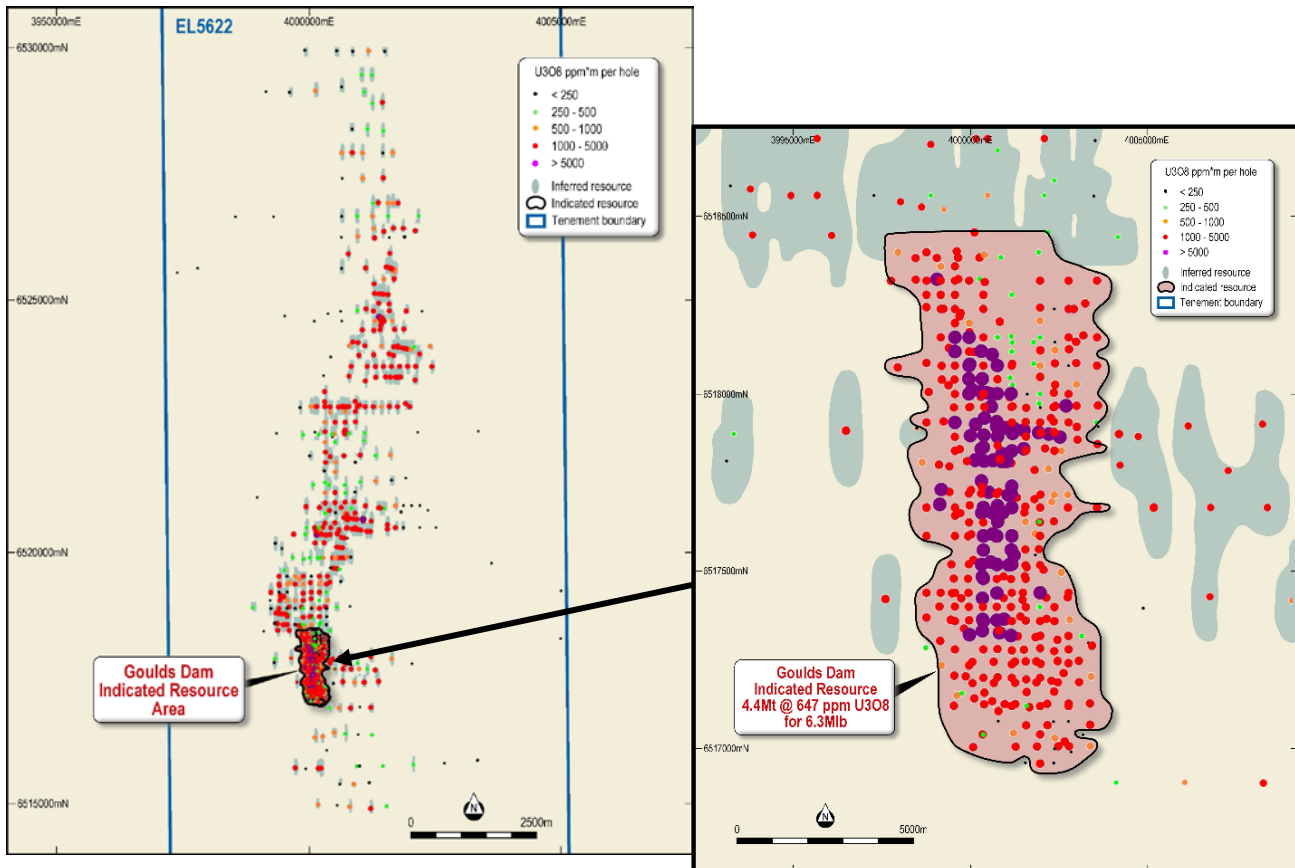 3950000mE
4000000mE
4005000mE
EL5622
6530000mN
U3O8 ppm*m per hole
< 250
250 - 500
500 - 1000
1000 - 5000
> 5000
Inferred resource
Indicated resource
Tenement boundary
6525000mN
6520000mN
Goulds Dam
Indicated Resource
Area
6515000mN
N
0
2500m
3995000mE
4000000mE
4005000mE
U3O8 ppm*m per hole
< 250
250 - 500
500 - 1000
1000 - 5000
> 5000
Inferred resource
Indicated resource
Tenement boundary
6518500mN
6518000mN
6517500mN
Goulds Dam
Indicated Resource
4.4Mt @ 647 ppm U3O8
for 6.3Mlb
6517000mN
N
0
5000m